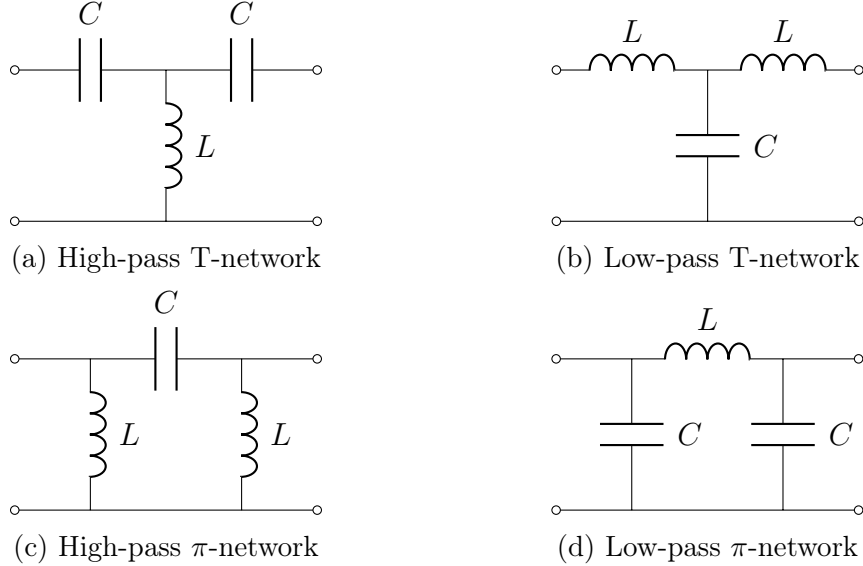 C C L L
L C
(a) High-pass T-network (b) Low-pass T-network
C L
L L C C
(c) High-pass π-network (d) Low-pass π-network